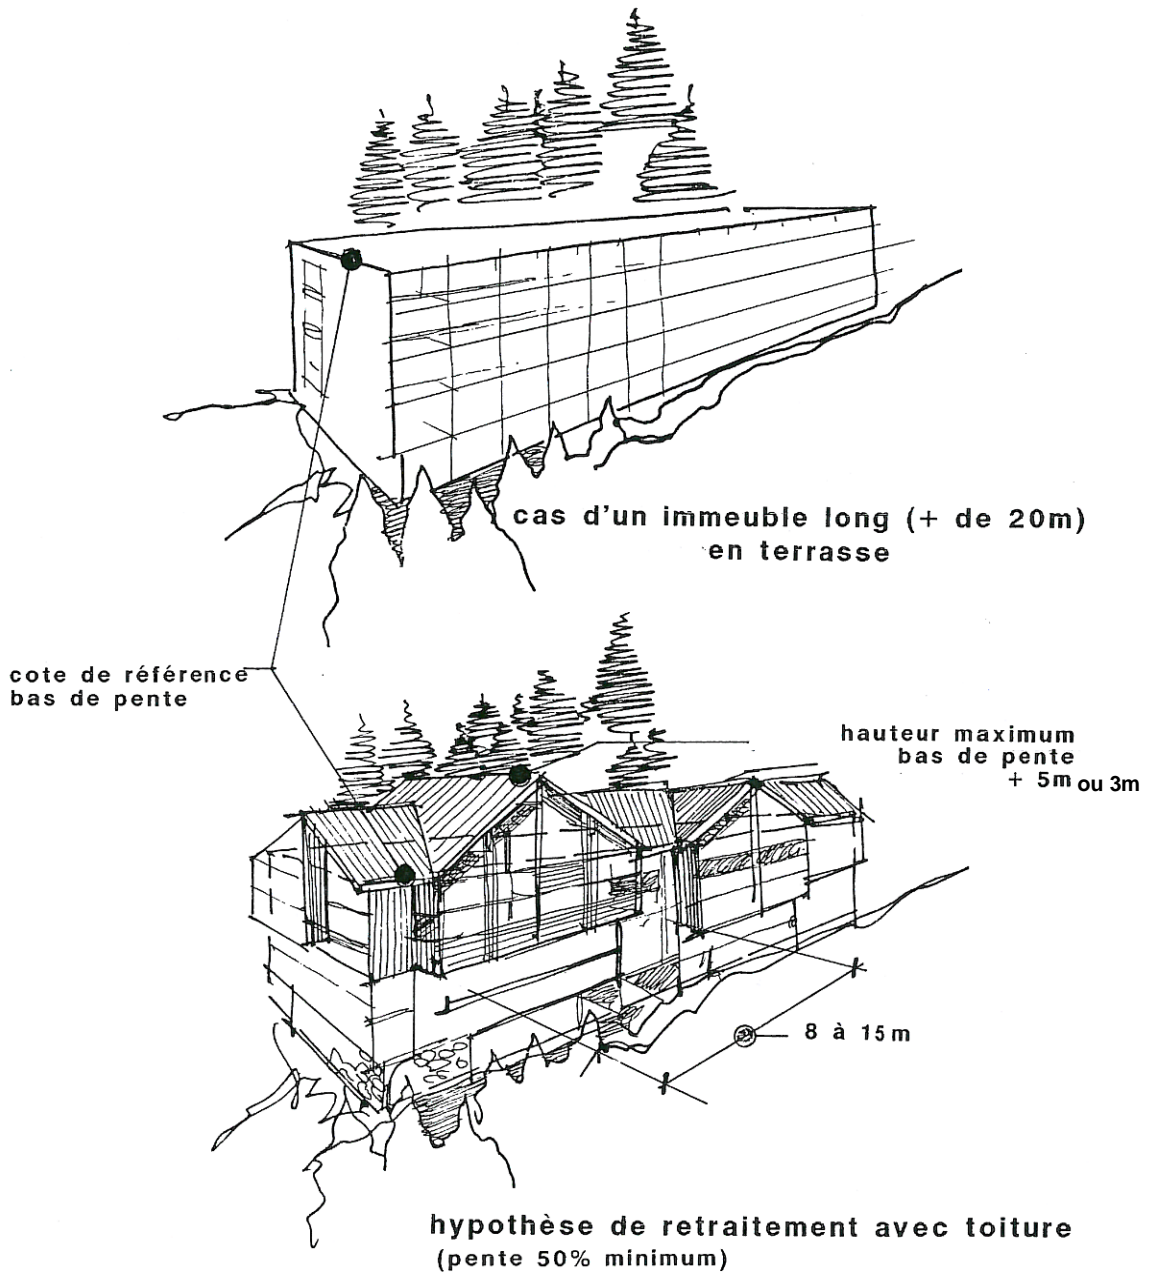 cas d'un immeuble long (+ de 20m)
en terrasse
cote de référence
bas de pente
hauteur maximum
bas de pente
+ 5m ou 3m
8 à 15m
hypothèse de retraitement avec toiture
(pente 50% minimum)